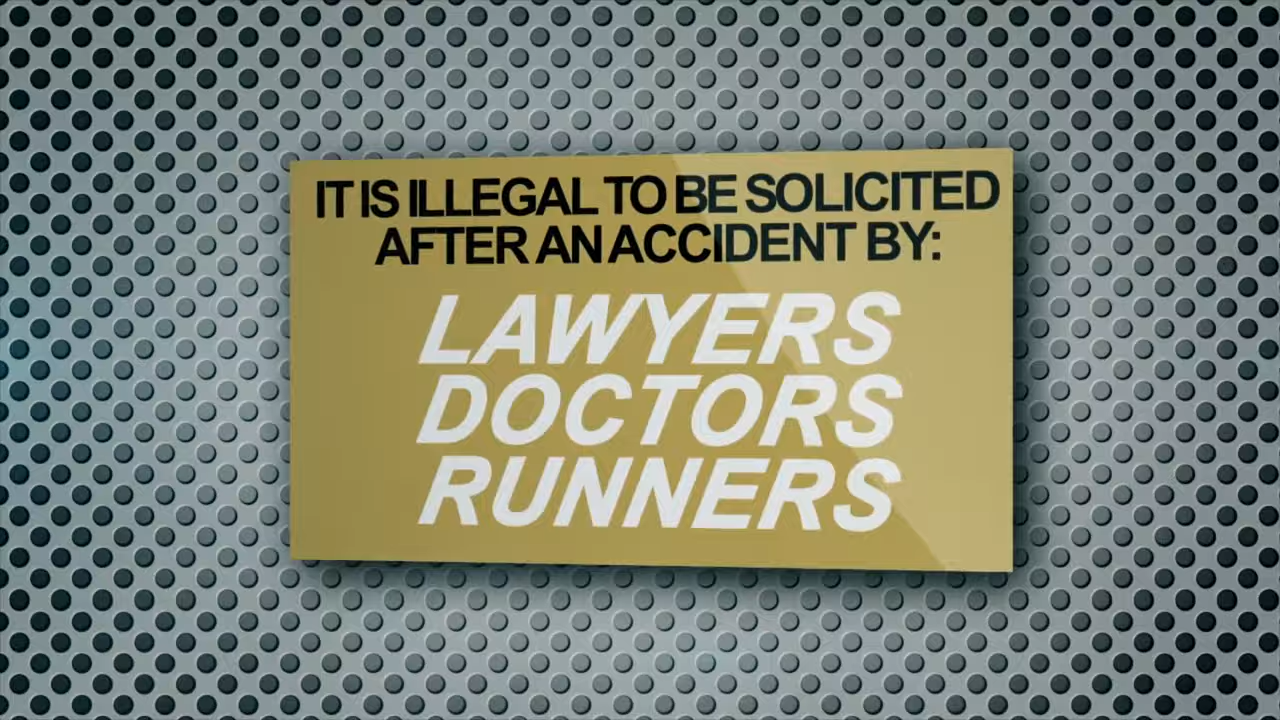 IT IS ILLEGAL TO BE SOLICITED
AFTER AN ACCIDENT BY:
LAWYERS
DOCTORS
RUNNERS